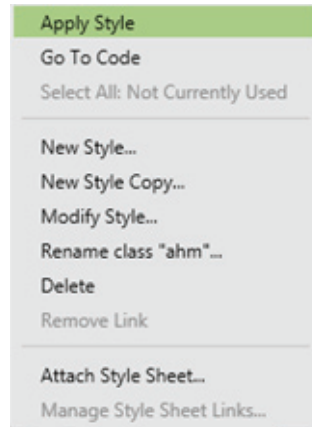 Apply Style
Go To Code
Select All: Not Currently Used
New Style...
New Style Copy...
Modify Style...
Rename class "ahm"...
Delete
Remove Link
Attach Style Sheet...
Manage Style Sheet Links...